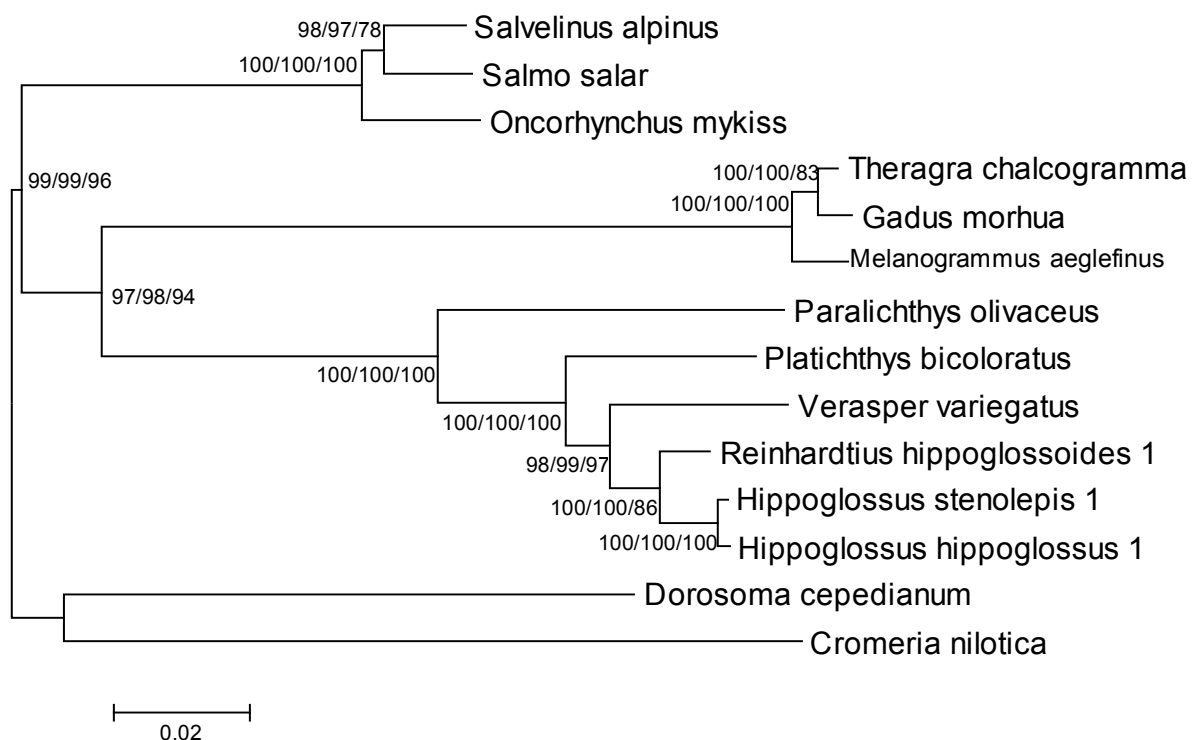 98/97/78
Salvelinus alpinus
100/100/100
Salmo salar
Oncorhynchus mykiss
100/100/83
Theragra chalcogramma
99/99/96
100/100/100
Gadus morhua
Melanogrammus aeglefinus
97/98/94
Paralichthys olivaceus
Platichthys bicoloratus
100/100/100
Verasper variegatus
100/100/100
Reinhardtius hippoglossoides 1
98/99/97
Hippoglossus stenolepis 1
100/100/86
100/100/100
Hippoglossus hippoglossus 1
Dorosoma cepedianum
Cromeria nilotica
0.02